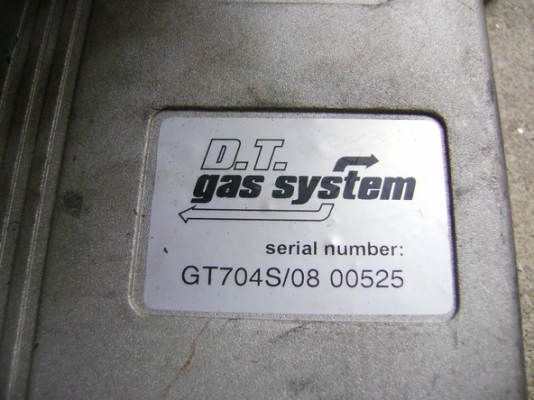 D.T.
gas system
serial number:
GT704S/08 00525